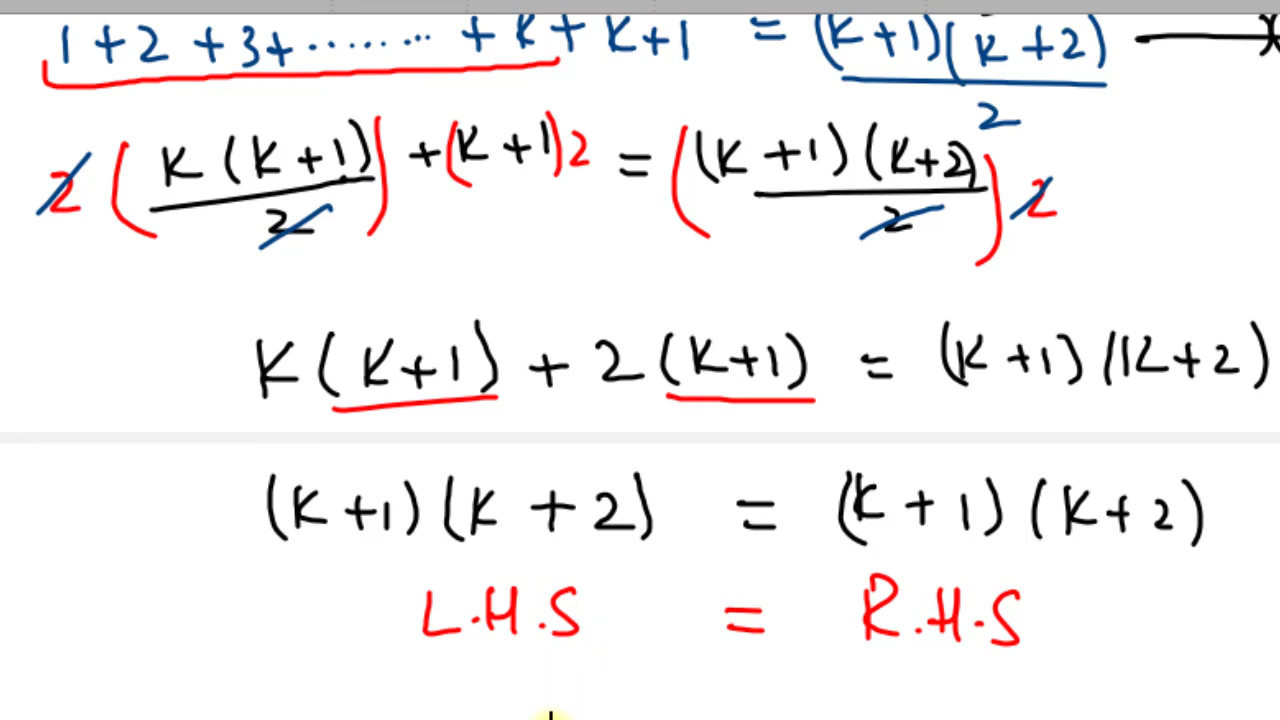 1 + 2 + 3 + ........ + K + K+1 = (K+1)(K+2)/2
2(K(K+1)/2) + (K+1)2 = ((K+1)(K+2)/2)2
K(K+1) + 2(K+1) = (K+1)(K+2)
(K+1)(K+2) = (K+1)(K+2)
L.H.S = R.H.S